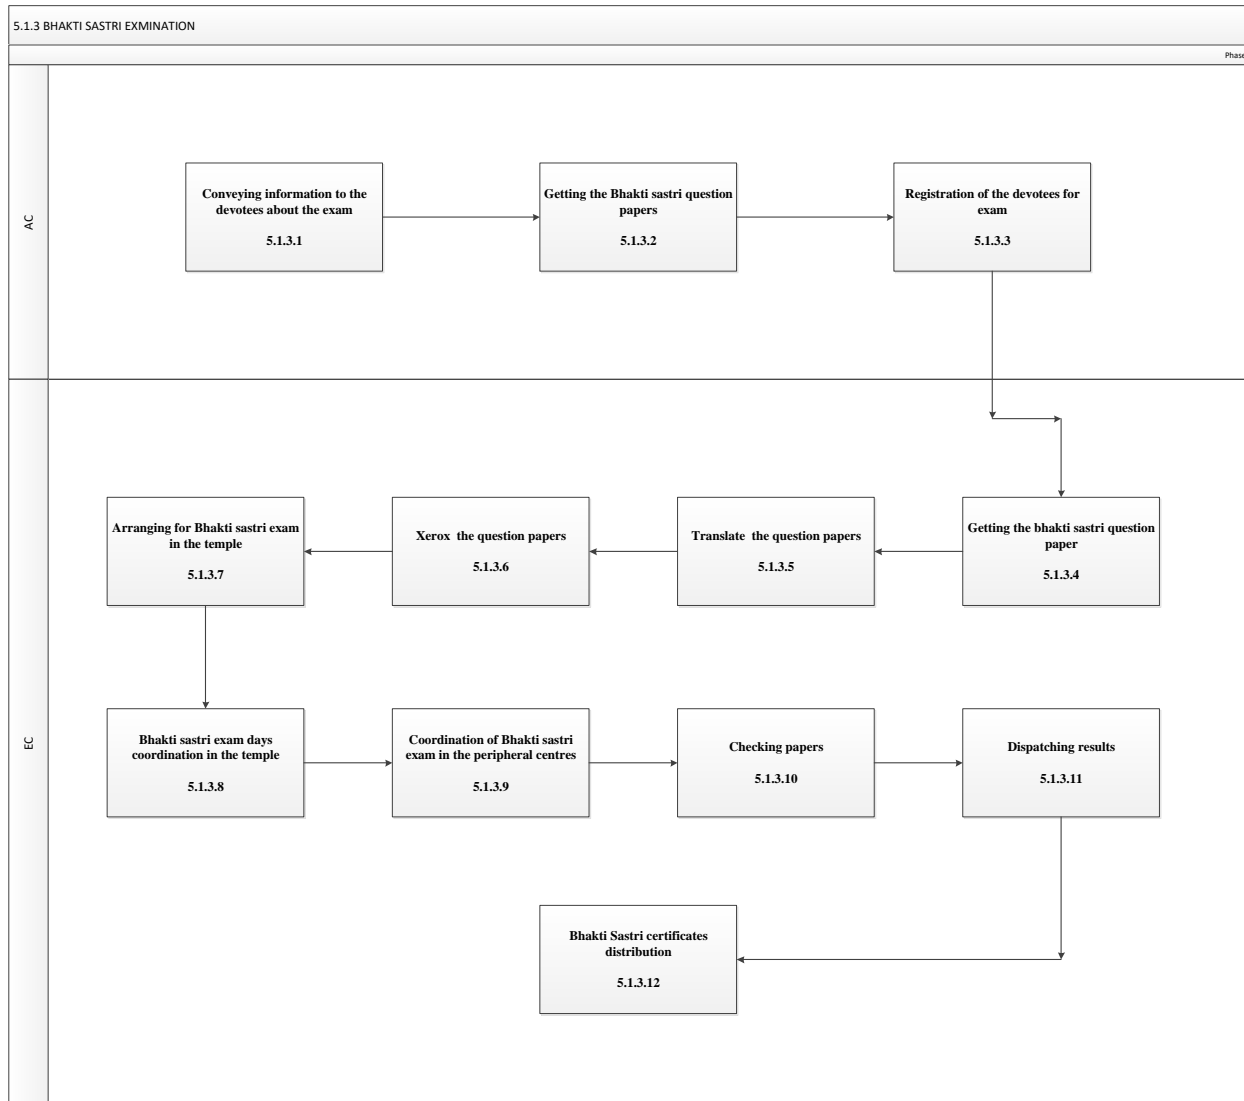 5.1.3 BHAKTI SASTRI EXMINATION
Phase
AC
Conveying information to the
devotees about the exam
5.1.3.1
Getting the Bhakti sastri question
papers
5.1.3.2
Registration of the devotees for
exam
5.1.3.3
EC
Getting the bhakti sastri question
paper
5.1.3.4
Translate the question papers
5.1.3.5
Xerox the question papers
5.1.3.6
Arranging for Bhakti sastri exam
in the temple
5.1.3.7
Bhakti sastri exam days
coordination in the temple
5.1.3.8
Coordination of Bhakti sastri
exam in the peripheral centres
5.1.3.9
Checking papers
5.1.3.10
Dispatching results
5.1.3.11
Bhakti Sastri certificates
distribution
5.1.3.12